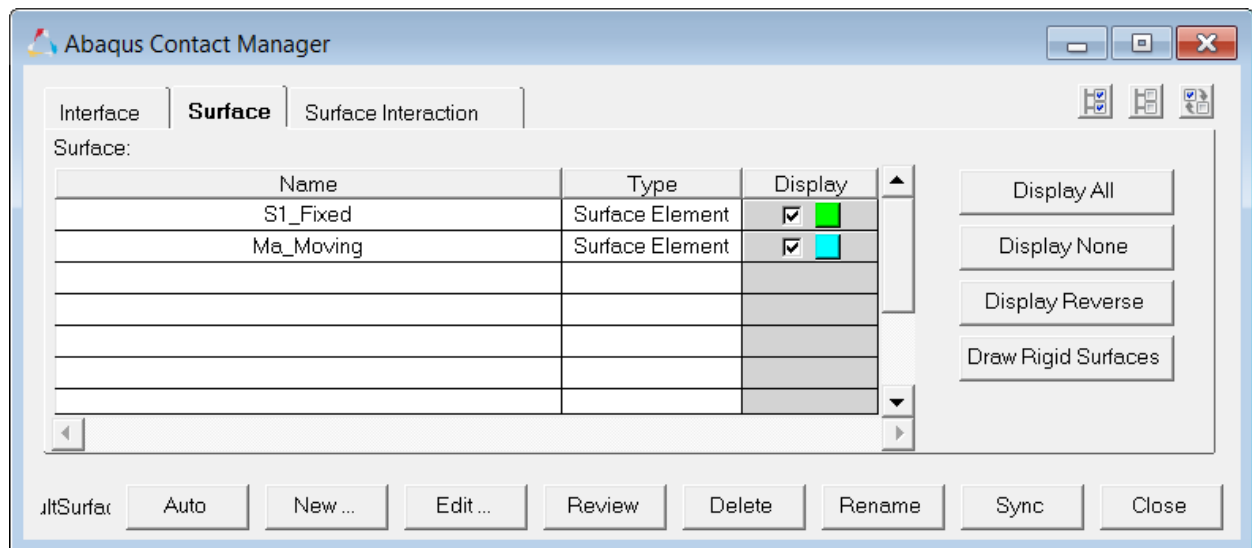 Abaqus Contact Manager
Interface Surface Surface Interaction
Surface:
Name Type Display
S1_Fixed Surface Element
Ma_Moving Surface Element
Display All
Display None
Display Reverse
Draw Rigid Surfaces
Auto New ... Edit ... Review Delete Rename Sync Close